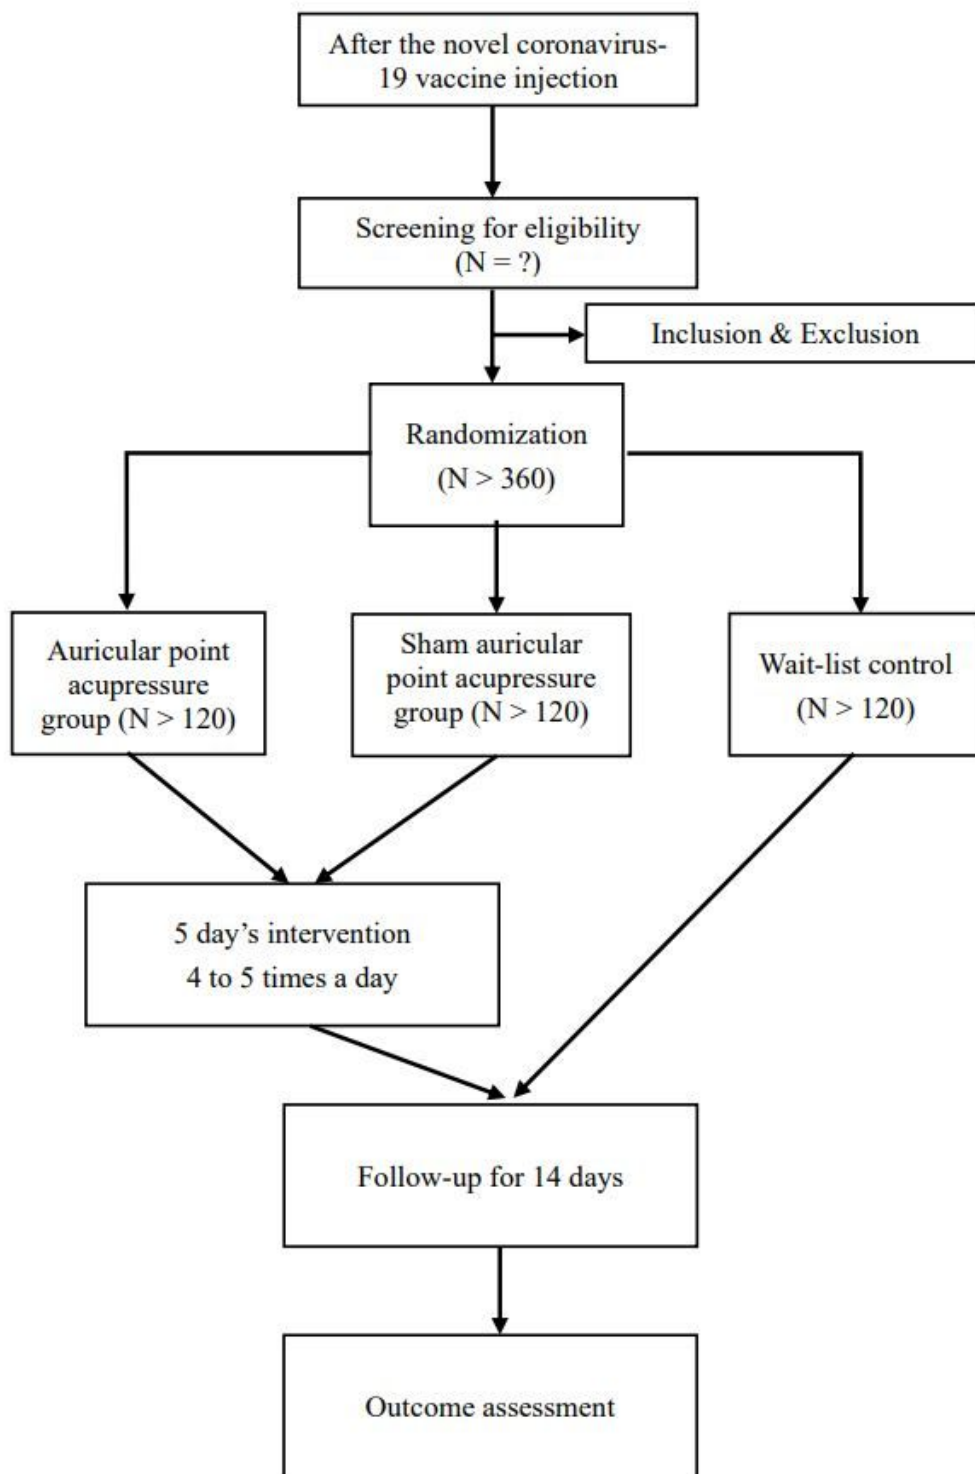 After the novel coronavirus-
19 vaccine injection
Screening for eligibility
(N = ?)
Inclusion & Exclusion
Randomization
(N > 360)
Auricular point
acupressure
group (N > 120)
Sham auricular
point acupressure
group (N > 120)
Wait-list control
(N > 120)
5 day’s intervention
4 to 5 times a day
Follow-up for 14 days
Outcome assessment